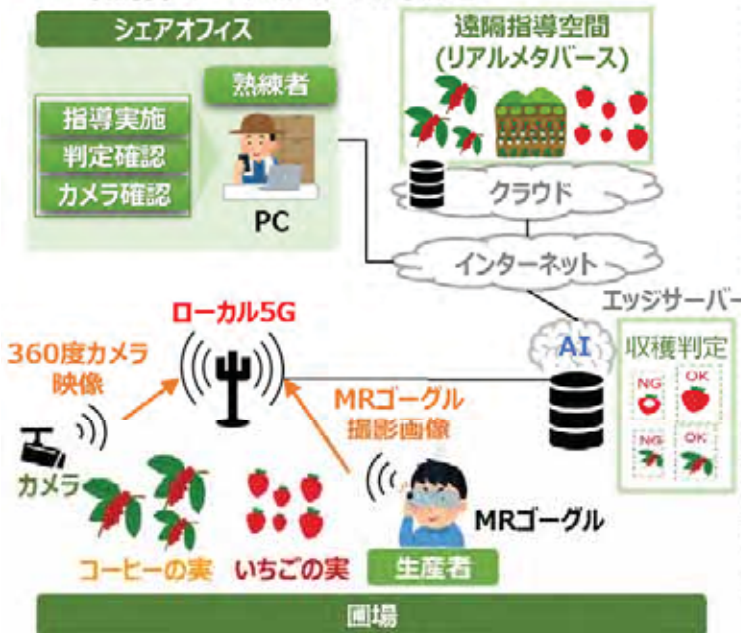 シェアオフィス
熟練者
指導実施
判定確認
カメラ確認
PC
遠隔指導空間
(リアルメタバース)
クラウド
インターネット
エッジサーバー
ローカル5G
360度カメラ
映像
MRゴーグル
撮影画像
AI
収穫判定
NG
OK
NG
OK
カメラ
MRゴーグル
コーヒーの実
いちごの実
生産者
圃場